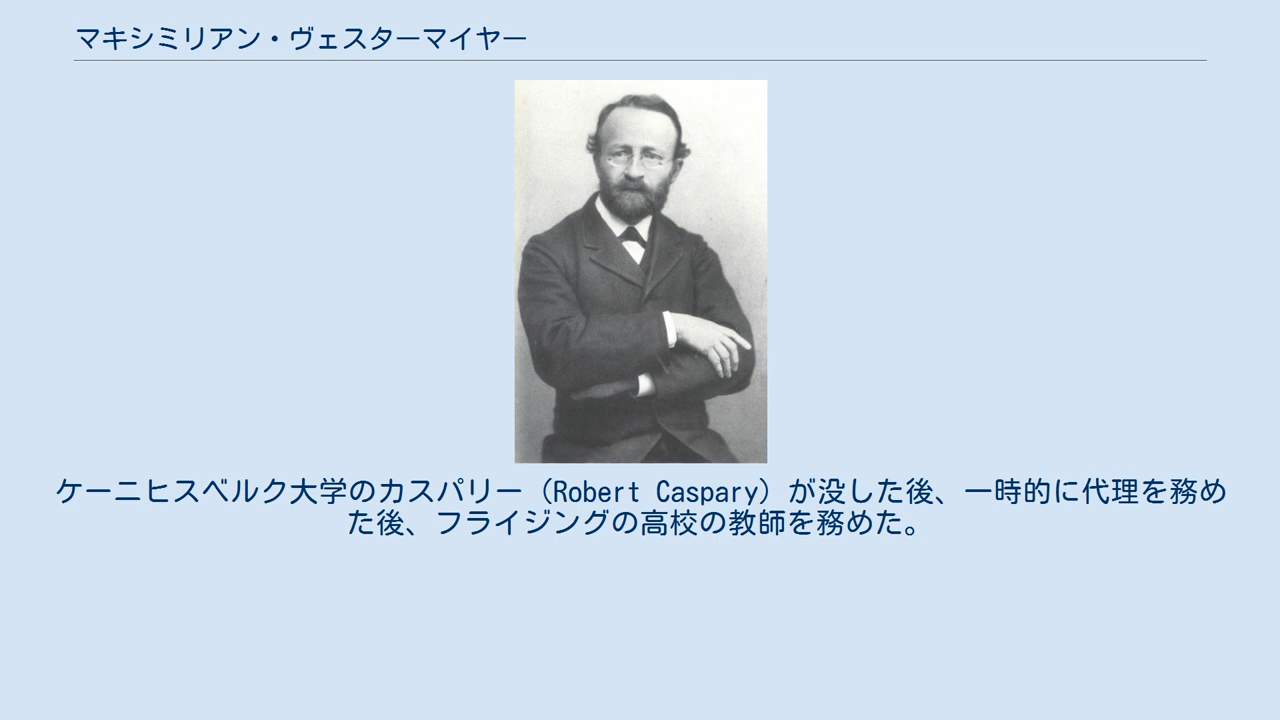 マキシミリアン・ヴェスターマイヤー
ケーニヒスベルク大学のカスパリー（Robert Caspary）が没した後、一時的に代理を務め
た後、フライジングの高校の教師を務めた。